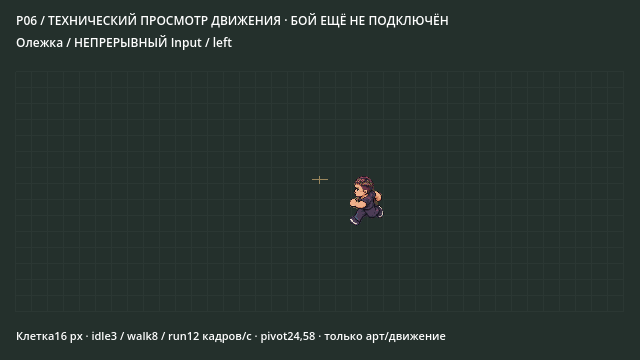 P06 / ТЕХНИЧЕСКИЙ ПРОСМОТР ДВИЖЕНИЯ · БОЙ ЕЩЁ НЕ ПОДКЛЮЧЁН
Олежка / НЕПРЕРЫВНЫЙ Input / left
Клетка16 px · idle3 / walk8 / run12 кадров/с · pivot24,58 · только арт/движение